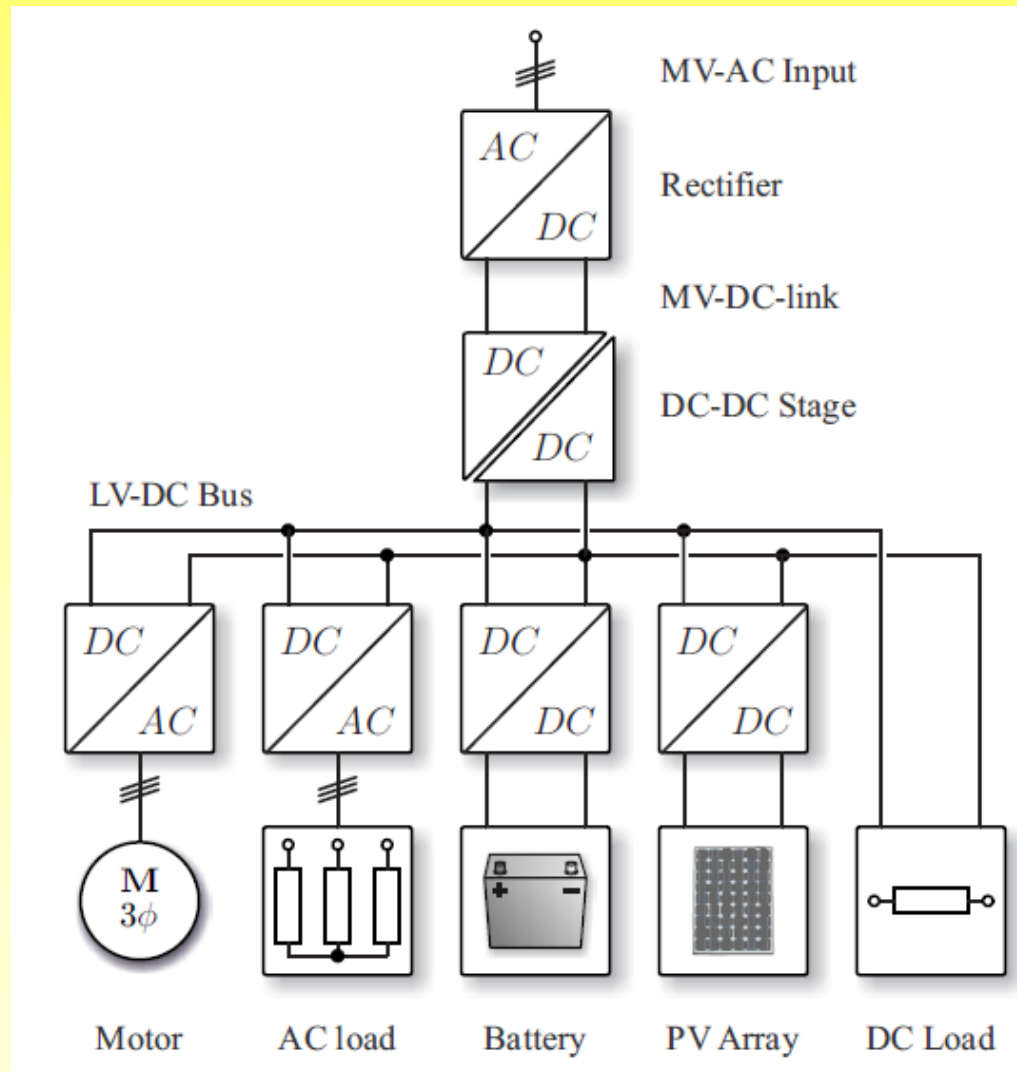 MV-AC Input
AC
DC
Rectifier
MV-DC-link
DC
DC
DC-DC Stage
LV-DC Bus
DC
AC
DC
AC
DC
DC
DC
DC
M
3ϕ
+ −
Motor
AC load
Battery
PV Array
DC Load